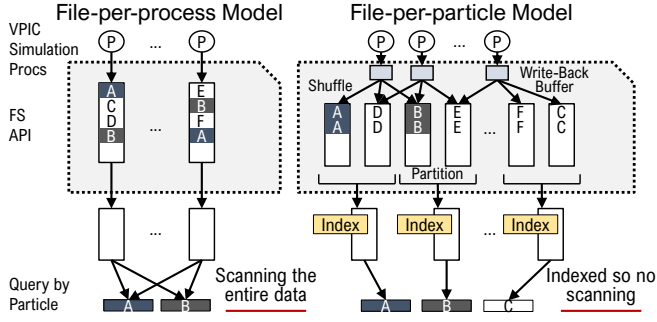 File-per-process Model
VPIC
Simulation
Procs
P
...
P
FS
API
A
C
D
B
...
E
B
F
A
...
Query by
Particle
A
B
Scanning the
entire data
File-per-particle Model
P
P
...
P
Shuffle
Write-Back
Buffer
A
A
D
D
B
B
E
E
...
F
F
C
C
Partition
Index
Index
...
Index
A
B
C
Indexed so no
scanning